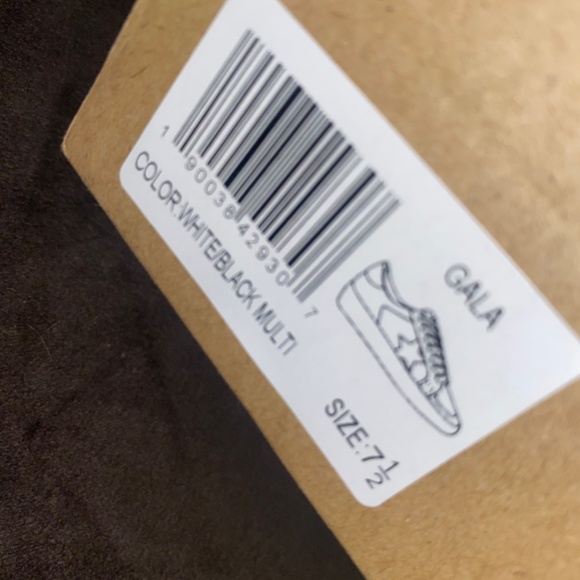 1 90036 42930 7
COLOR:WHITE/BLACK MULTI
GALA
SIZE:7 1/2